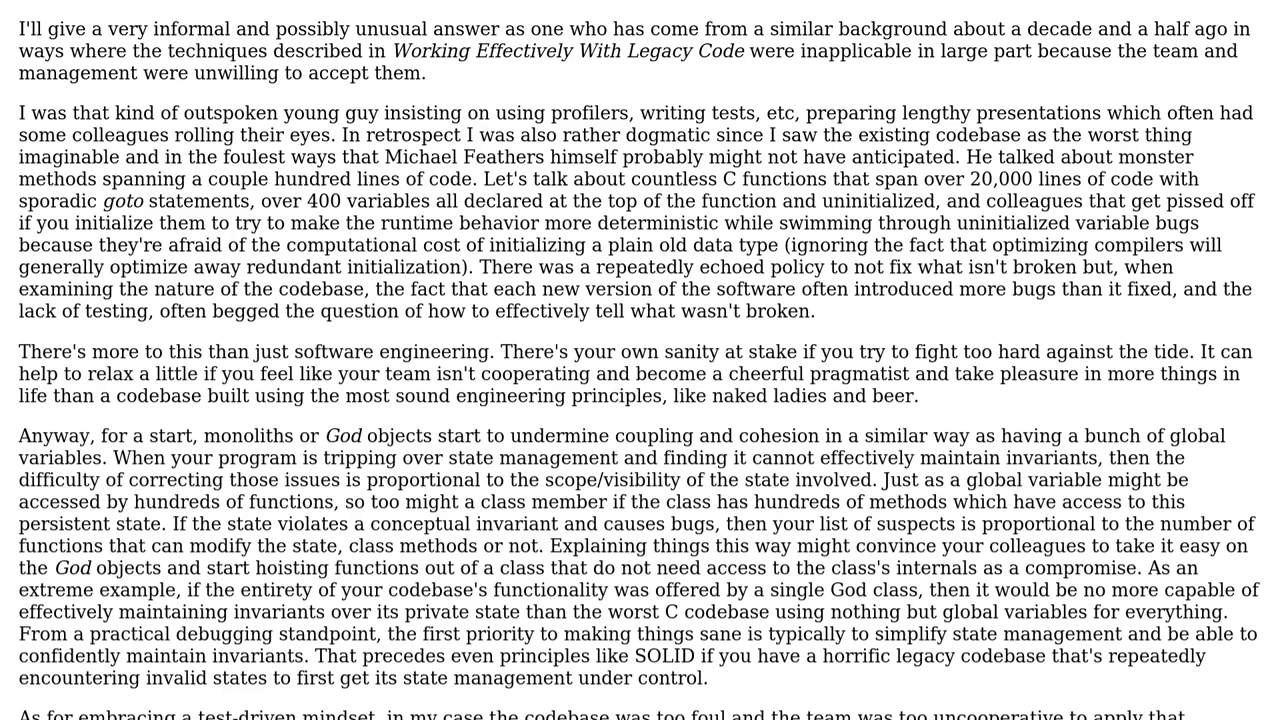 I'll give a very informal and possibly unusual answer as one who has come from a similar background about a decade and a half ago in
ways where the techniques described in Working Effectively With Legacy Code were inapplicable in large part because the team and
management were unwilling to accept them.
I was that kind of outspoken young guy insisting on using profilers, writing tests, etc, preparing lengthy presentations which often had
some colleagues rolling their eyes. In retrospect I was also rather dogmatic since I saw the existing codebase as the worst thing
imaginable and in the foulest ways that Michael Feathers himself probably might not have anticipated. He talked about monster
methods spanning a couple hundred lines of code. Let's talk about countless C functions that span over 20,000 lines of code with
sporadic goto statements, over 400 variables all declared at the top of the function and uninitialized, and colleagues that get pissed off
if you initialize them to try to make the runtime behavior more deterministic while swimming through uninitialized variable bugs
because they're afraid of the computational cost of initializing a plain old data type (ignoring the fact that optimizing compilers will
generally optimize away redundant initialization). There was a repeatedly echoed policy to not fix what isn't broken but, when
examining the nature of the codebase, the fact that each new version of the software often introduced more bugs than it fixed, and the
lack of testing, often begged the question of how to effectively tell what wasn't broken.
There's more to this than just software engineering. There's your own sanity at stake if you try to fight too hard against the tide. It can
help to relax a little if you feel like your team isn't cooperating and become a cheerful pragmatist and take pleasure in more things in
life than a codebase built using the most sound engineering principles, like naked ladies and beer.
Anyway, for a start, monoliths or God objects start to undermine coupling and cohesion in a similar way as having a bunch of global
variables. When your program is tripping over state management and finding it cannot effectively maintain invariants, then the
difficulty of correcting those issues is proportional to the scope/visibility of the state involved. Just as a global variable might be
accessed by hundreds of functions, so too might a class member if the class has hundreds of methods which have access to this
persistent state. If the state violates a conceptual invariant and causes bugs, then your list of suspects is proportional to the number of
functions that can modify the state, class methods or not. Explaining things this way might convince your colleagues to take it easy on
the God objects and start hoisting functions out of a class that do not need access to the class's internals as a compromise. As an
extreme example, if the entirety of your codebase's functionality was offered by a single God class, then it would be no more capable of
effectively maintaining invariants over its private state than the worst C codebase using nothing but global variables for everything.
From a practical debugging standpoint, the first priority to making things sane is typically to simplify state management and be able to
confidently maintain invariants. That precedes even principles like SOLID if you have a horrific legacy codebase that's repeatedly
encountering invalid states to first get its state management under control.
As for embracing a test-driven mindset, in my case the codebase was too foul and the team was too uncooperative to apply that